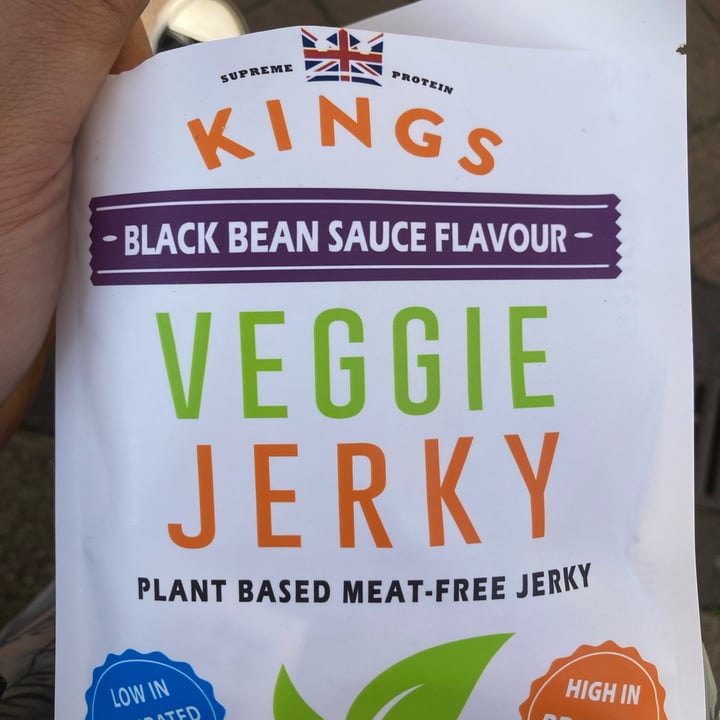 SUPREME PROTEIN
KINGS
- BLACK BEAN SAUCE FLAVOUR -
VEGGIE
JERKY
PLANT BASED MEAT-FREE JERKY
LOW IN
HIGH IN